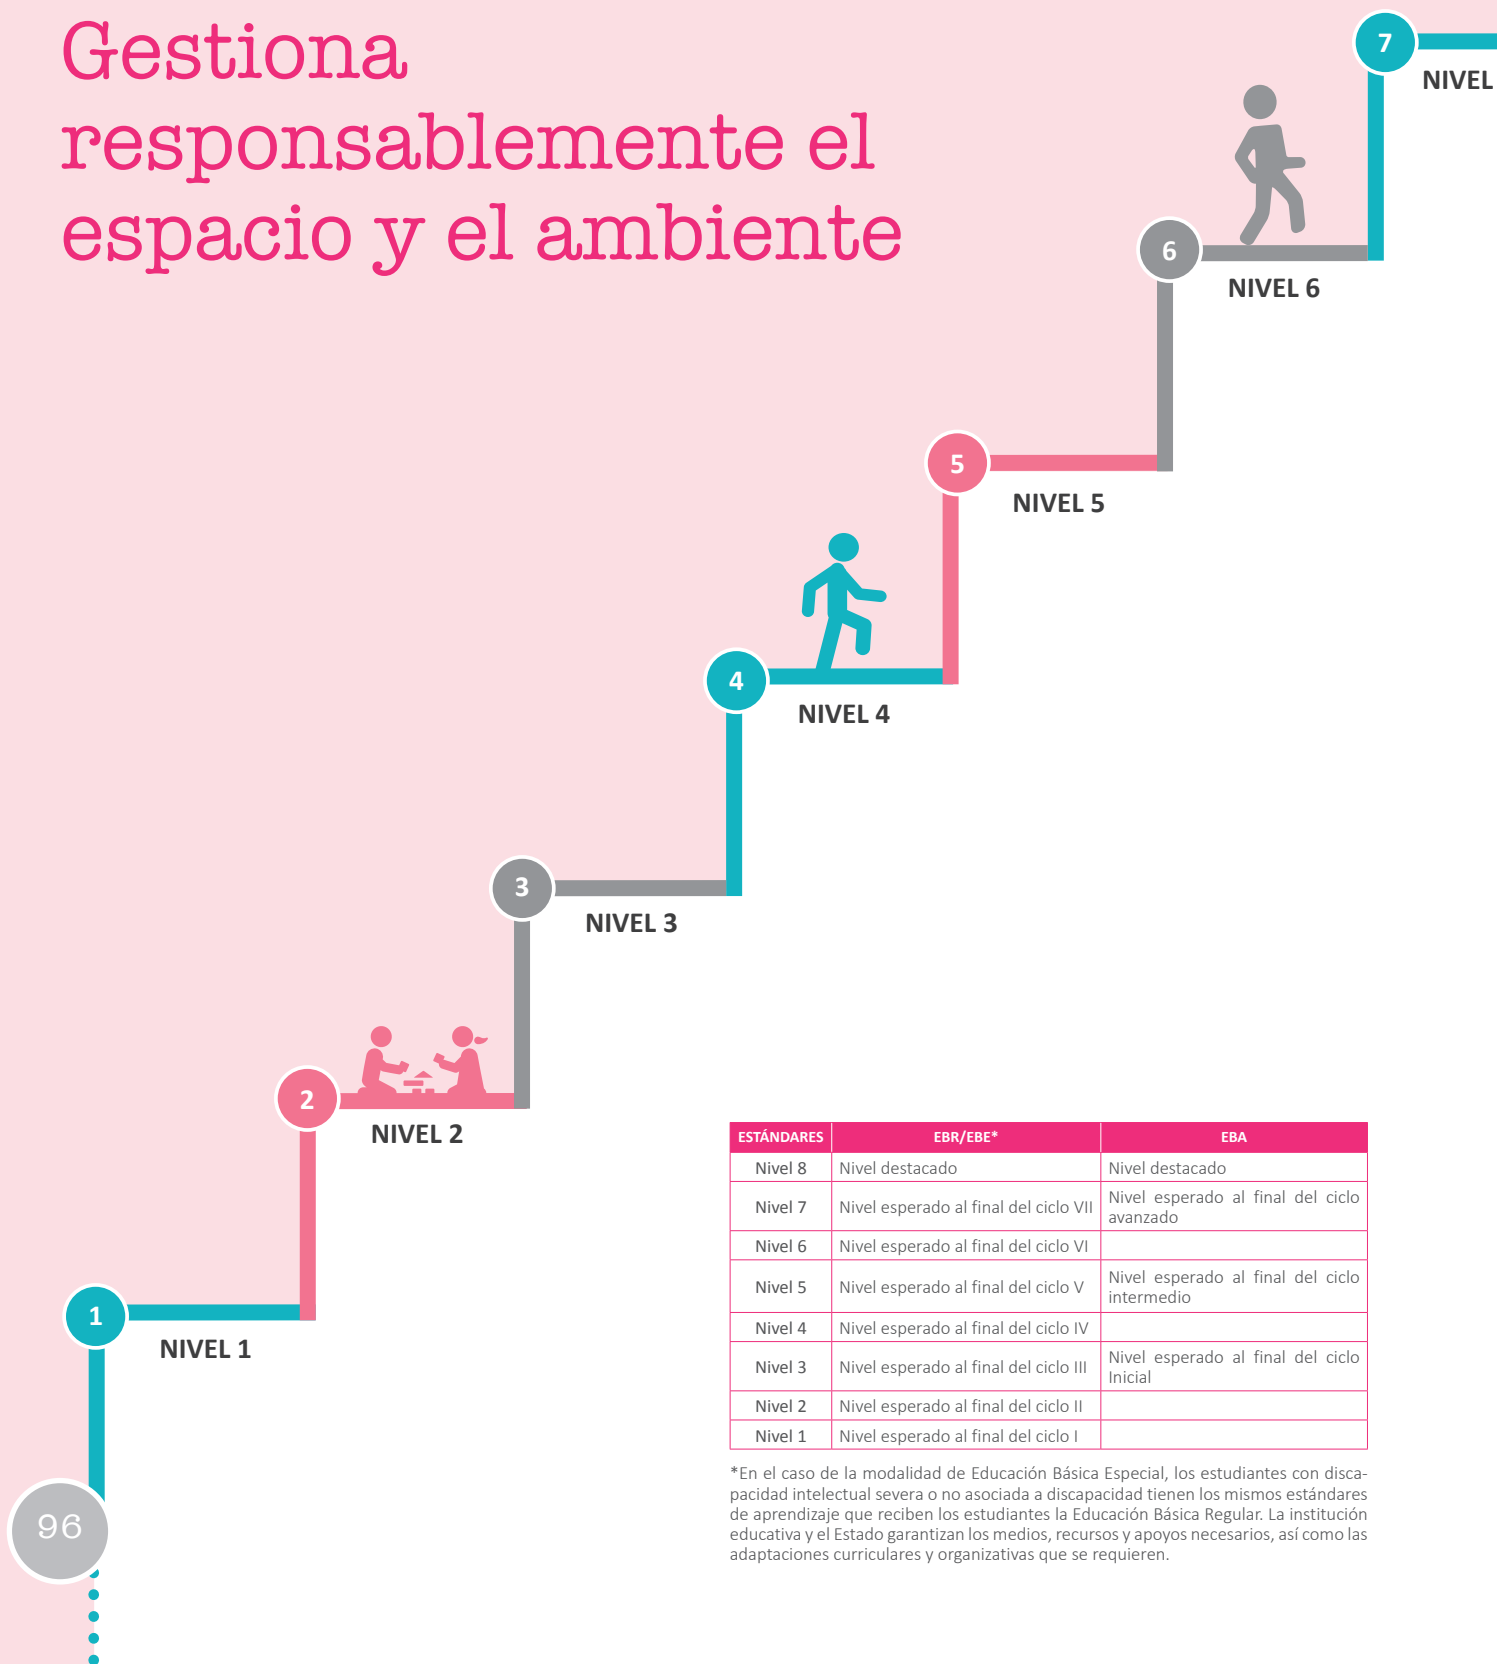 Gestiona
responsablemente el
espacio y el ambiente
7
NIVEL
6
NIVEL 6
5
NIVEL 5
4
NIVEL 4
3
NIVEL 3
2
NIVEL 2
1
NIVEL 1
ESTÁNDARES EBR/EBE* EBA
Nivel 8 Nivel destacado Nivel destacado
Nivel 7 Nivel esperado al final del ciclo VII Nivel esperado al final del ciclo
avanzado
Nivel 6 Nivel esperado al final del ciclo VI
Nivel 5 Nivel esperado al final del ciclo V Nivel esperado al final del ciclo
intermedio
Nivel 4 Nivel esperado al final del ciclo IV
Nivel 3 Nivel esperado al final del ciclo III Nivel esperado al final del ciclo
Inicial
Nivel 2 Nivel esperado al final del ciclo II
Nivel 1 Nivel esperado al final del ciclo I
*En el caso de la modalidad de Educación Básica Especial, los estudiantes con disca-
pacidad intelectual severa o no asociada a discapacidad tienen los mismos estándares
de aprendizaje que reciben los estudiantes la Educación Básica Regular. La institución
educativa y el Estado garantizan los medios, recursos y apoyos necesarios, así como las
adaptaciones curriculares y organizativas que se requieren.
96